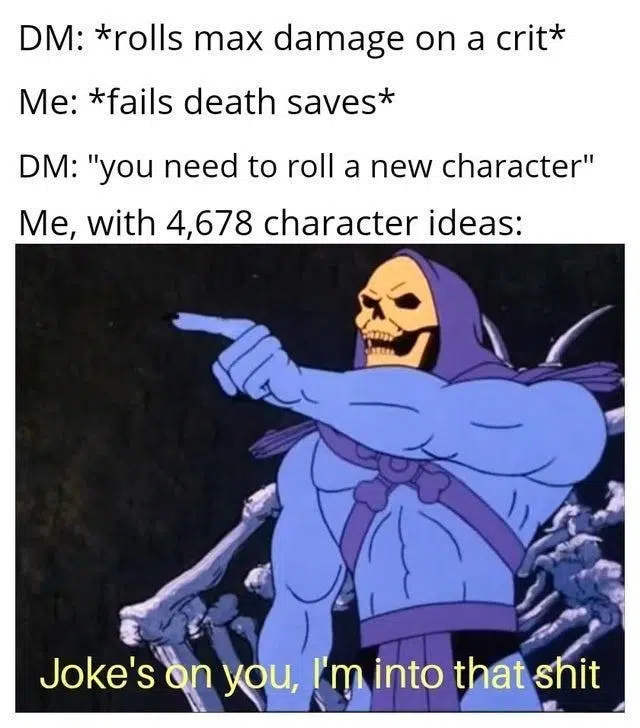 DM: *rolls max damage on a crit*
Me: *fails death saves*
DM: "you need to roll a new character"
Me, with 4,678 character ideas:
Joke's on you, I'm into that shit